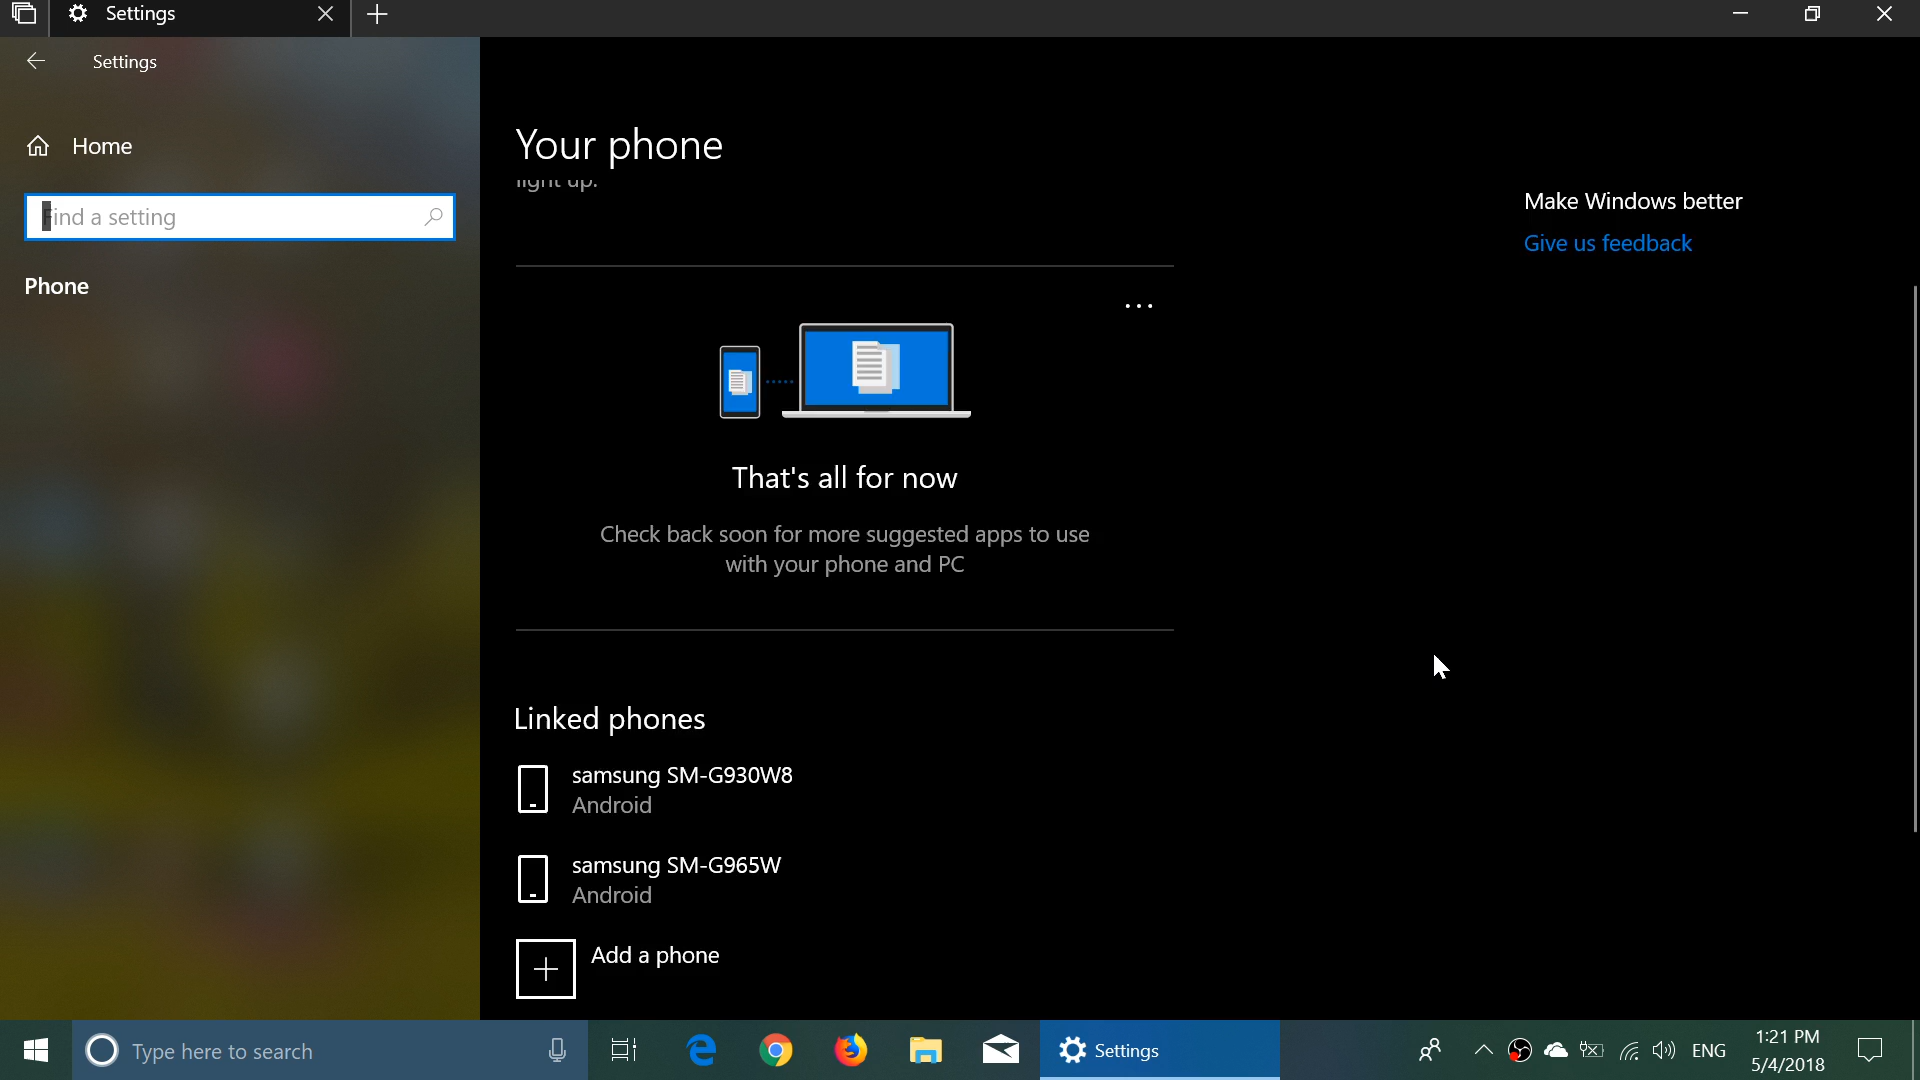 Settings
Settings
Home
Find a setting
Phone
Your phone
light up.
That's all for now
Check back soon for more suggested apps to use
with your phone and PC
Linked phones
samsung SM-G930W8
Android
samsung SM-G965W
Android
Add a phone
Make Windows better
Give us feedback
Type here to search
Settings
ENG
1:21 PM
5/4/2018